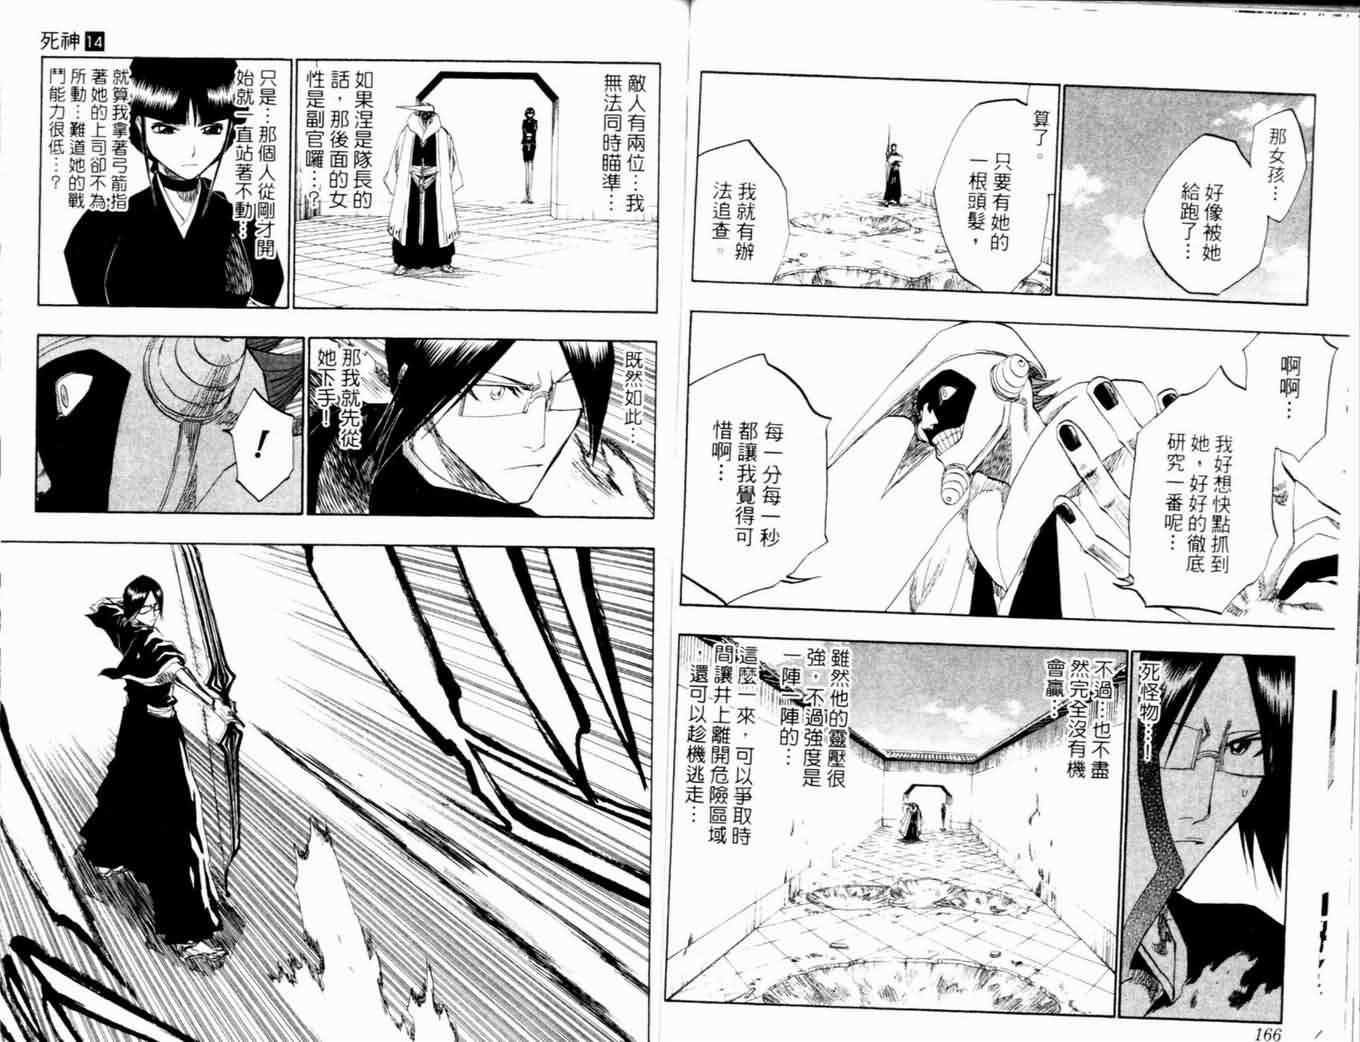 那女孩…
好像被她
給跑了…
算了。
只要有她的
一根頭髮，
我就有辦
法追查。
啊啊…
我好想快點抓到
她，好好的徹底
研究一番呢…
每一分每一秒
都讓我覺得可
惜啊…
死怪物…！
不過…也不盡
然完全沒有機
會贏…
雖然他的靈壓很
強，不過強度是
一陣一陣的…
這麼一來，可以爭取時
間讓井上離開危險區域
，還可以趁機逃走…
166
死神14
敵人有兩位…我
無法同時瞄準…
如果涅是隊長的
話，那後面的女
性是副官囉…？
只是…那個人從剛才開
始就一直站著不動…
就算我拿著弓箭指
著她的上司卻不為
所動…難道她的戰
鬥能力很低…？
既然如此…
那我就先從
她下手！
！